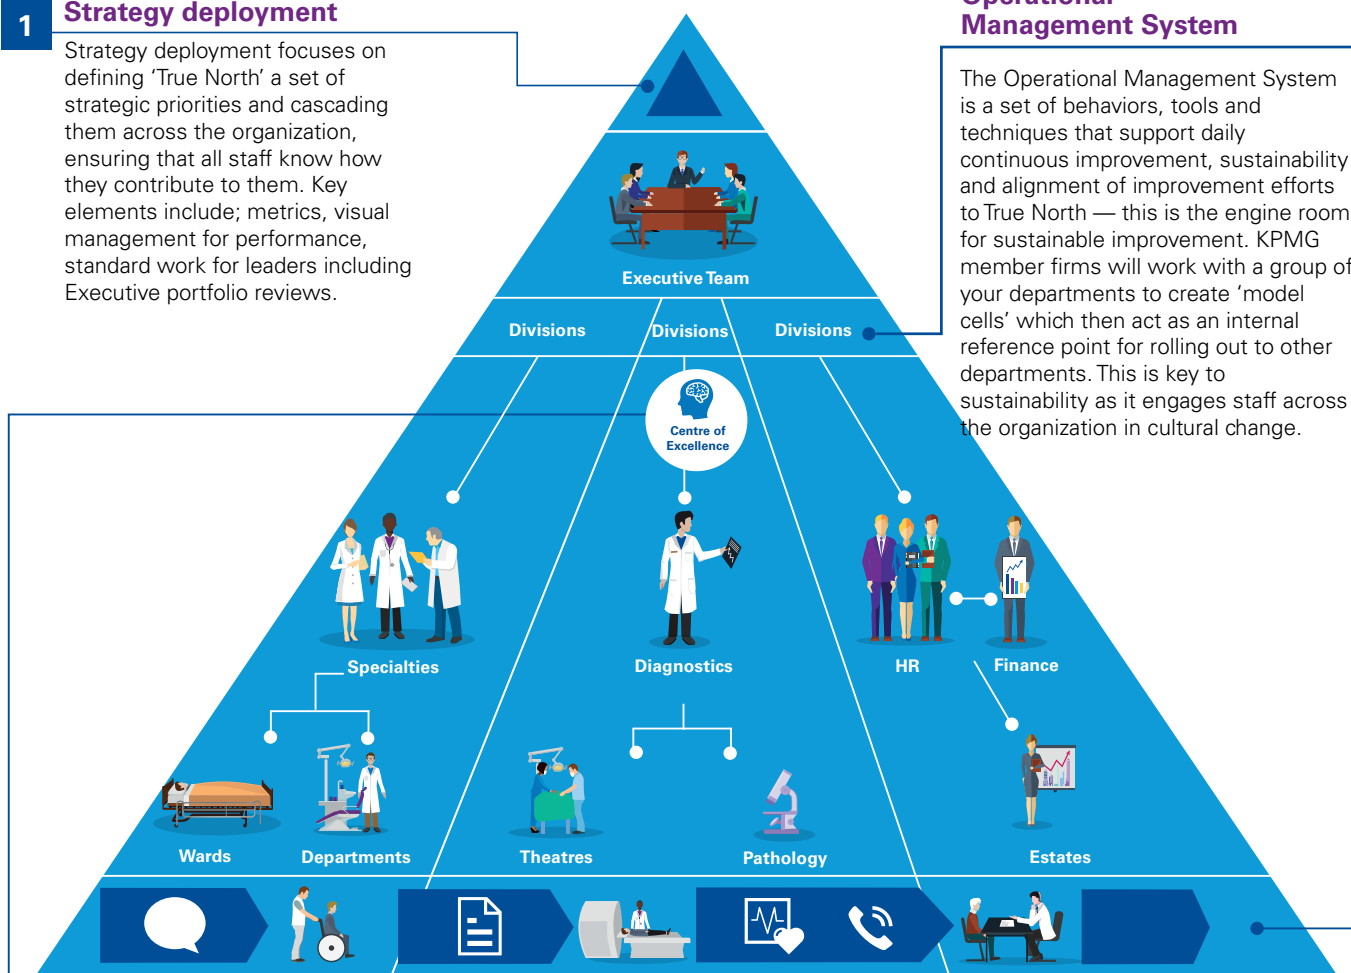 1
Strategy deployment
Strategy deployment focuses on
defining ‘True North’ a set of
strategic priorities and cascading
them across the organization,
ensuring that all staff know how
they contribute to them. Key
elements include; metrics, visual
management for performance,
standard work for leaders including
Executive portfolio reviews.
Operational
Management System
The Operational Management System
is a set of behaviors, tools and
techniques that support daily
continuous improvement, sustainability
and alignment of improvement efforts
to True North — this is the engine room
for sustainable improvement. KPMG
member firms will work with a group of
your departments to create ‘model
cells’ which then act as an internal
reference point for rolling out to other
departments. This is key to
sustainability as it engages staff across
the organization in cultural change.
Executive Team
Divisions Divisions Divisions
Centre of
Excellence
Specialties Diagnostics HR Finance
Wards Departments Theatres Pathology Estates